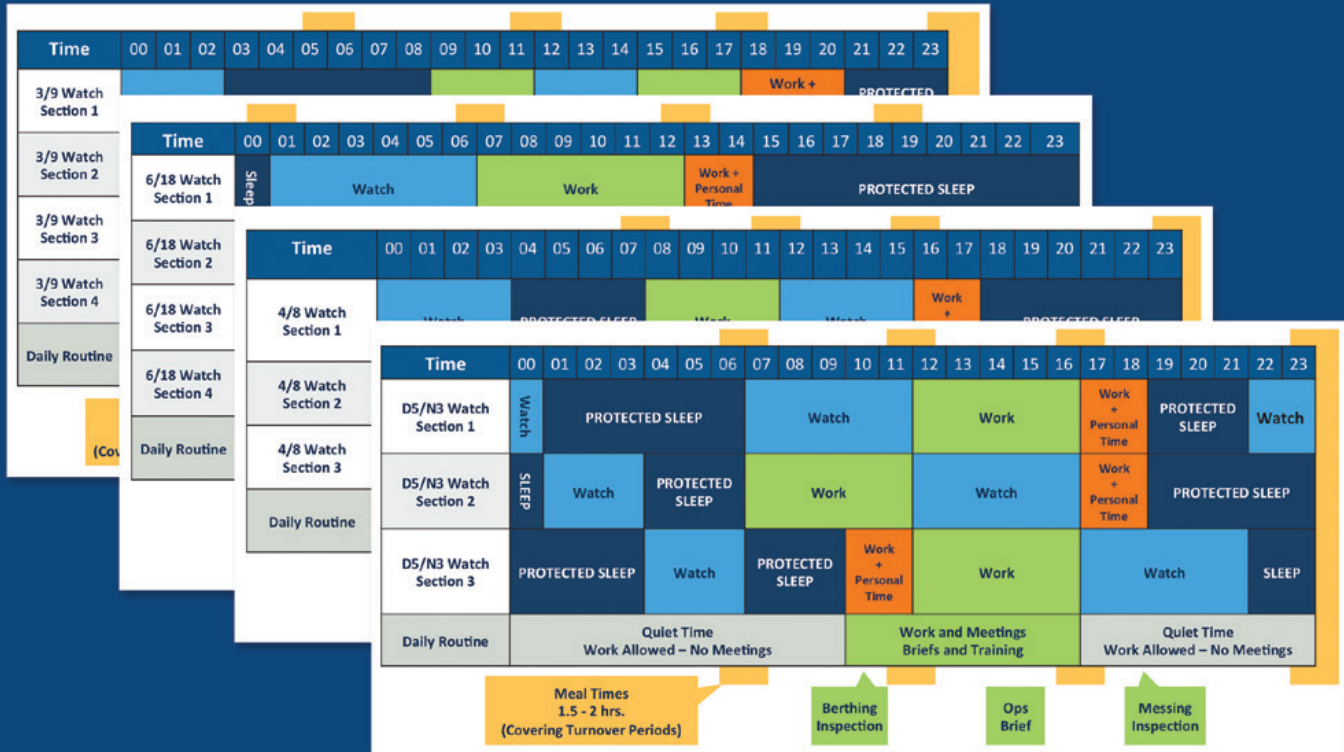 Time 00 01 02 03 04 05 06 07 08 09 10 11 12 13 14 15 16 17 18 19 20 21 22 23
3/9 Watch
Section 1
Work +
PROTECTED
3/9 Watch
Section 2
3/9 Watch
Section 3
3/9 Watch
Section 4
Daily Routine
(Cov
Time 00 01 02 03 04 05 06 07 08 09 10 11 12 13 14 15 16 17 18 19 20 21 22 23
6/18 Watch
Section 1
Sleep
Watch
Work
Work +
Personal
Time
PROTECTED SLEEP
6/18 Watch
Section 2
6/18 Watch
Section 3
6/18 Watch
Section 4
Daily Routine
Time 00 01 02 03 04 05 06 07 08 09 10 11 12 13 14 15 16 17 18 19 20 21 22 23
4/8 Watch
Section 1
Watch
PROTECTED SLEEP
Work
Watch
Work
+
PROTECTED SLEEP
4/8 Watch
Section 2
4/8 Watch
Section 3
Daily Routine
Time 00 01 02 03 04 05 06 07 08 09 10 11 12 13 14 15 16 17 18 19 20 21 22 23
D5/N3 Watch
Section 1
Watch
PROTECTED SLEEP
Watch
Work
Work
+
Personal
Time
PROTECTED
SLEEP
Watch
D5/N3 Watch
Section 2
SLEEP
Watch
PROTECTED
SLEEP
Work
Watch
Work
+
Personal
Time
PROTECTED SLEEP
D5/N3 Watch
Section 3
PROTECTED SLEEP
Watch
PROTECTED
SLEEP
Work
+
Personal
Time
Work
Watch
SLEEP
Daily Routine
Quiet Time
Work Allowed – No Meetings
Work and Meetings
Briefs and Training
Quiet Time
Work Allowed – No Meetings
Meal Times
1.5 - 2 hrs.
(Covering Turnover Periods)
Berthing
Inspection
Ops
Brief
Messing
Inspection